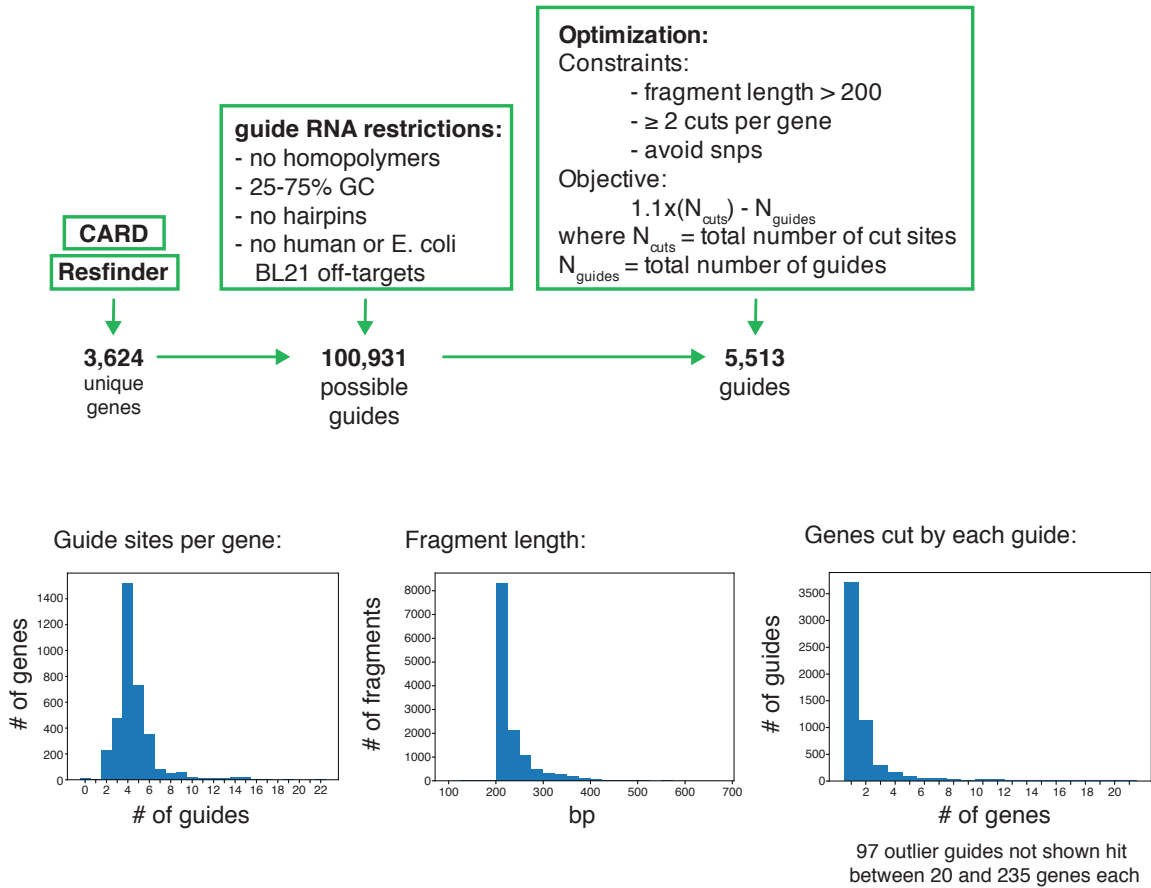 CARD
Resfinder
guide RNA restrictions:
- no homopolymers
- 25-75% GC
- no hairpins
- no human or E. coli
BL21 off-targets
Optimization:
Constraints:
- fragment length > 200
- ≥ 2 cuts per gene
- avoid snps
Objective:
1.1x(N_cuts) - N_guides
where N_cuts = total number of cut sites
N_guides = total number of guides
3,624
unique
genes
100,931
possible
guides
5,513
guides
Guide sites per gene:
# of genes
1400
1200
1000
800
600
400
200
0
0 2 4 6 8 10 12 14 16 18 20 22
# of guides
Fragment length:
# of fragments
8000
7000
6000
5000
4000
3000
2000
1000
0
100 200 300 400 500 600 700
bp
Genes cut by each guide:
# of guides
3500
3000
2500
2000
1500
1000
500
0
2 4 6 8 10 12 14 16 18 20
# of genes
97 outlier guides not shown hit
between 20 and 235 genes each